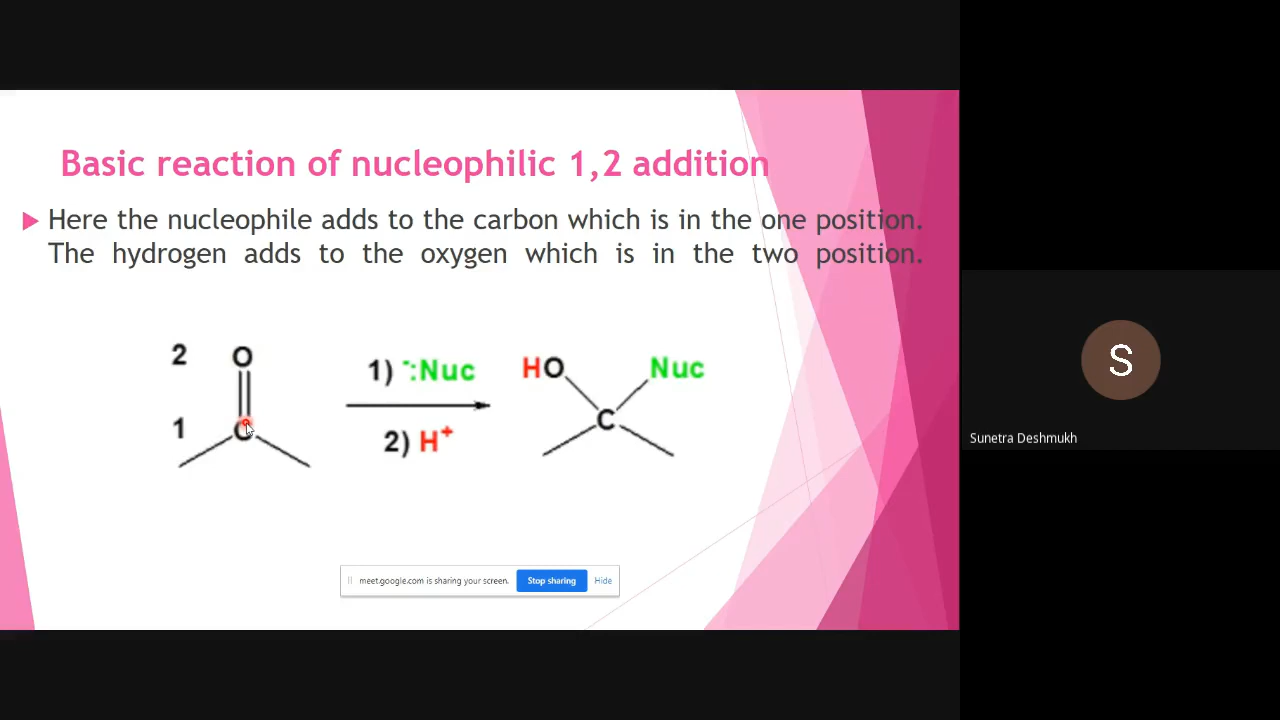 Basic reaction of nucleophilic 1,2 addition
Here the nucleophile adds to the carbon which is in the one position.
The hydrogen adds to the oxygen which is in the two position.
2 O
1) -:Nuc
HO Nuc
1 C
2) H+
C
meet.google.com is sharing your screen. Stop sharing Hide
S
Sunetra Deshmukh